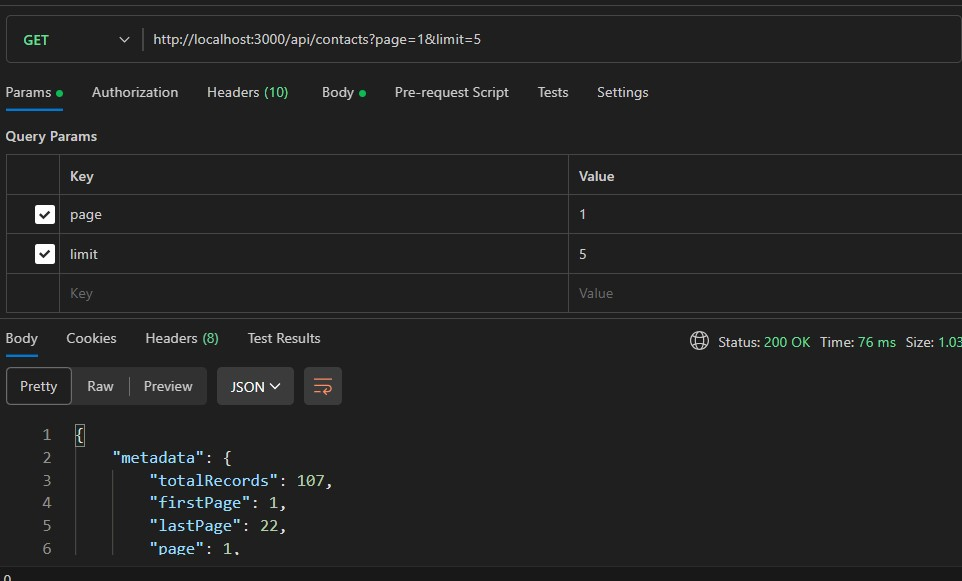 GET http://localhost:3000/api/contacts?page=1&limit=5
Params Authorization Headers (10) Body Pre-request Script Tests Settings
Query Params
Key Value
page 1
limit 5
Key Value
Body Cookies Headers (8) Test Results Status: 200 OK Time: 76 ms Size: 1.03
Pretty Raw Preview JSON
1 {
2 "metadata": {
3 "totalRecords": 107,
4 "firstPage": 1,
5 "lastPage": 22,
6 "page": 1,